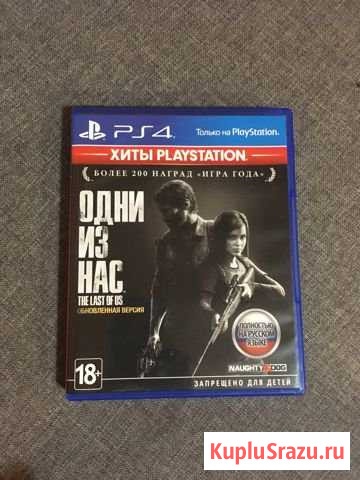 PS4
Только на PlayStation
ХИТЫ PLAYSTATION
БОЛЕЕ 200 НАГРАД «ИГРА ГОДА»
ОДНИ
ИЗ
НАС
THE LAST OF US
ОБНОВЛЕННАЯ ВЕРСИЯ
ПОЛНОСТЬЮ
НА РУССКОМ
ЯЗЫКЕ
NAUGHTY DOG
18+
ЗАПРЕЩЕНО ДЛЯ ДЕТЕЙ
KupluSrazu.ru